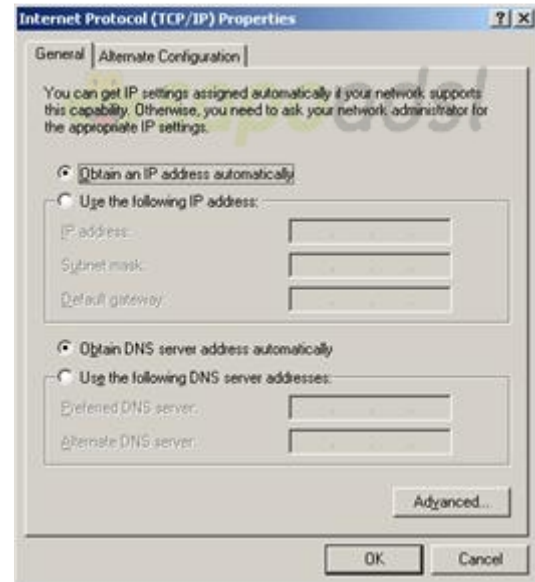 Internet Protocol (TCP/IP) Properties
General
Alternate Configuration
You can get IP settings assigned automatically if your network supports
this capability. Otherwise, you need to ask your network administrator for
the appropriate IP settings.
Obtain an IP address automatically
Use the following IP address:
IP address:
Subnet mask:
Default gateway:
Obtain DNS server address automatically
Use the following DNS server addresses:
Preferred DNS server:
Alternate DNS server:
Advanced...
OK
Cancel